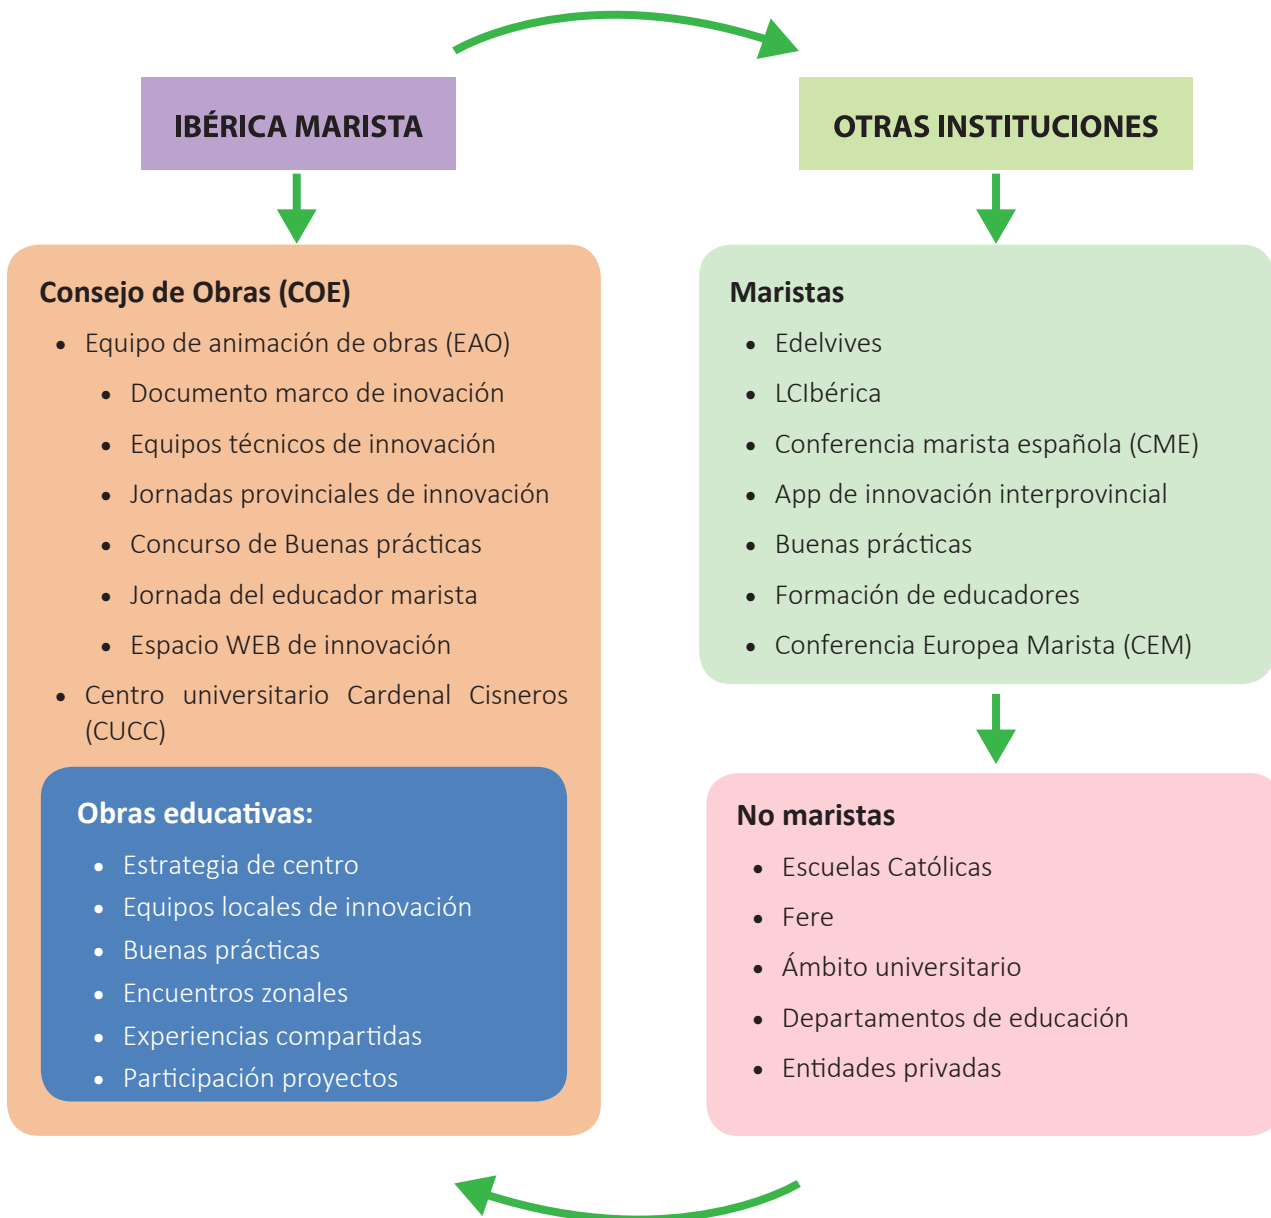 IBÉRICA MARISTA
Consejo de Obras (COE)
• Equipo de animación de obras (EAO)
• Documento marco de inovación
• Equipos técnicos de innovación
• Jornadas provinciales de innovación
• Concurso de Buenas prácticas
• Jornada del educador marista
• Espacio WEB de innovación
• Centro universitario Cardenal Cisneros
(CUCC)
Obras educativas:
• Estrategia de centro
• Equipos locales de innovación
• Buenas prácticas
• Encuentros zonales
• Experiencias compartidas
• Participación proyectos
OTRAS INSTITUCIONES
Maristas
• Edelvives
• LCIbérica
• Conferencia marista española (CME)
• App de innovación interprovincial
• Buenas prácticas
• Formación de educadores
• Conferencia Europea Marista (CEM)
No maristas
• Escuelas Católicas
• Fere
• Ámbito universitario
• Departamentos de educación
• Entidades privadas